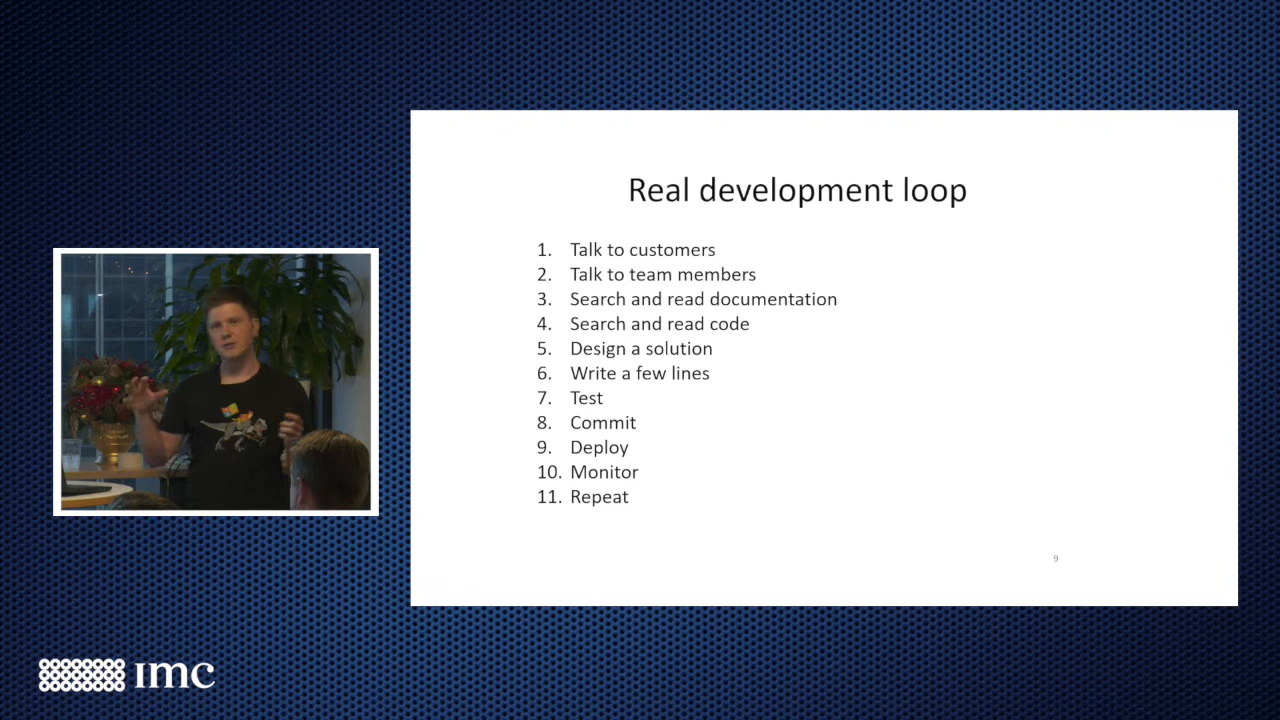 Real development loop
1. Talk to customers
2. Talk to team members
3. Search and read documentation
4. Search and read code
5. Design a solution
6. Write a few lines
7. Test
8. Commit
9. Deploy
10. Monitor
11. Repeat
9
imc